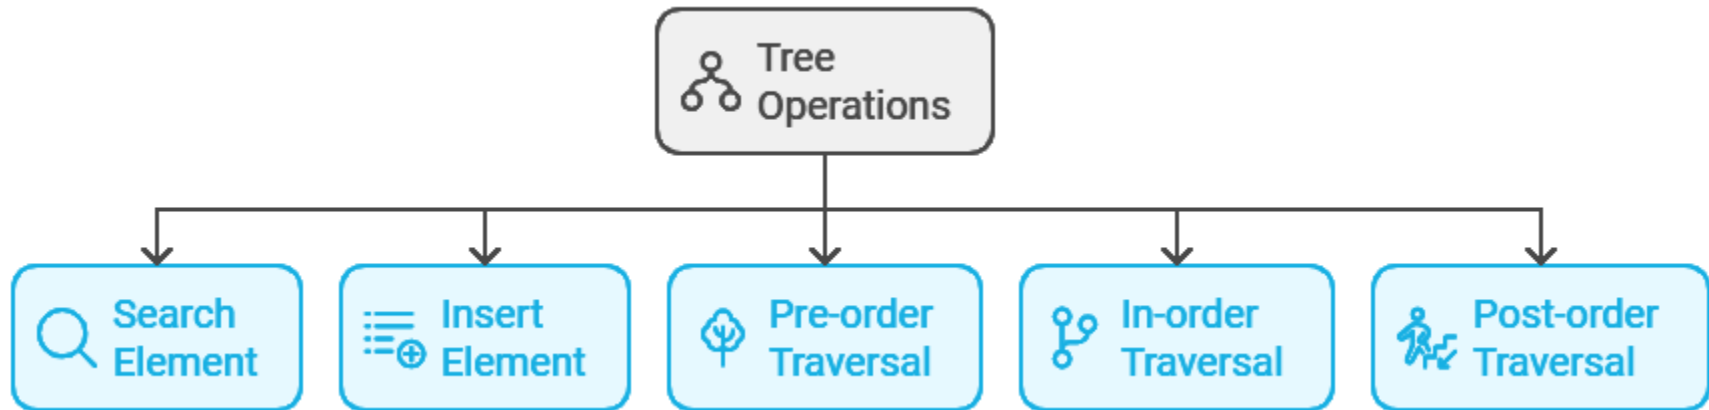 Tree
Operations
Search
Element
Insert
Element
Pre-order
Traversal
In-order
Traversal
Post-order
Traversal